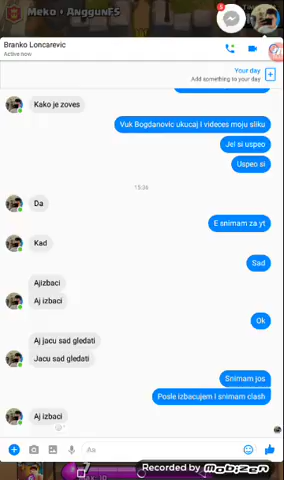 Meko + AnggunFS
Branko Loncarevic
Active now
Your day
Add something to your day
Kako je zoves
Vuk Bogdanovic ukucaj I videces moju sliku
Jel si uspeo
Uspeo si
15:36
Da
E snimam za yt
Kad
Sad
Ajizbaci
Aj izbaci
Ok
Aj jacu sad gledati
Jacu sad gledati
Snimam jos
Posle izbacujem I snimam clash
Aj izbaci
Aa
7
Recorded by mobizen